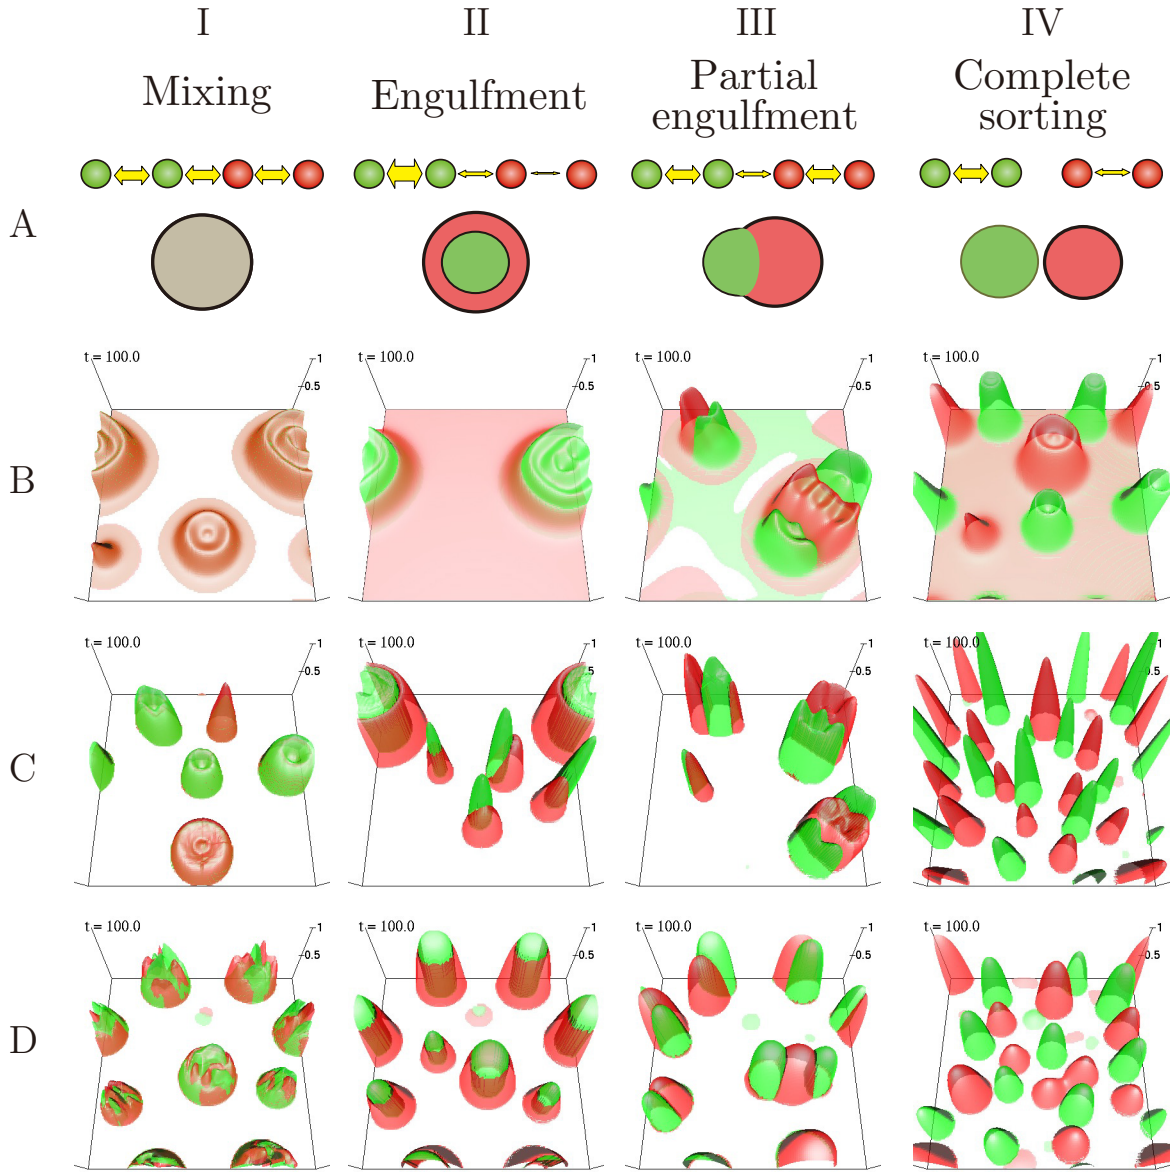 I II III IV
Mixing Engulfment Partial engulfment Complete sorting
A
t = 100.0 1 0.5 t = 100.0 1 0.5 t = 100.0 1 0.5 t = 100.0 1 0.5
B
t = 100.0 1 0.5 t = 100.0 1 0.5 t = 100.0 1 0.5 t = 100.0 1 0.5
C
t = 100.0 1 0.5 t = 100.0 1 0.5 t = 100.0 1 0.5 t = 100.0 1 0.5
D